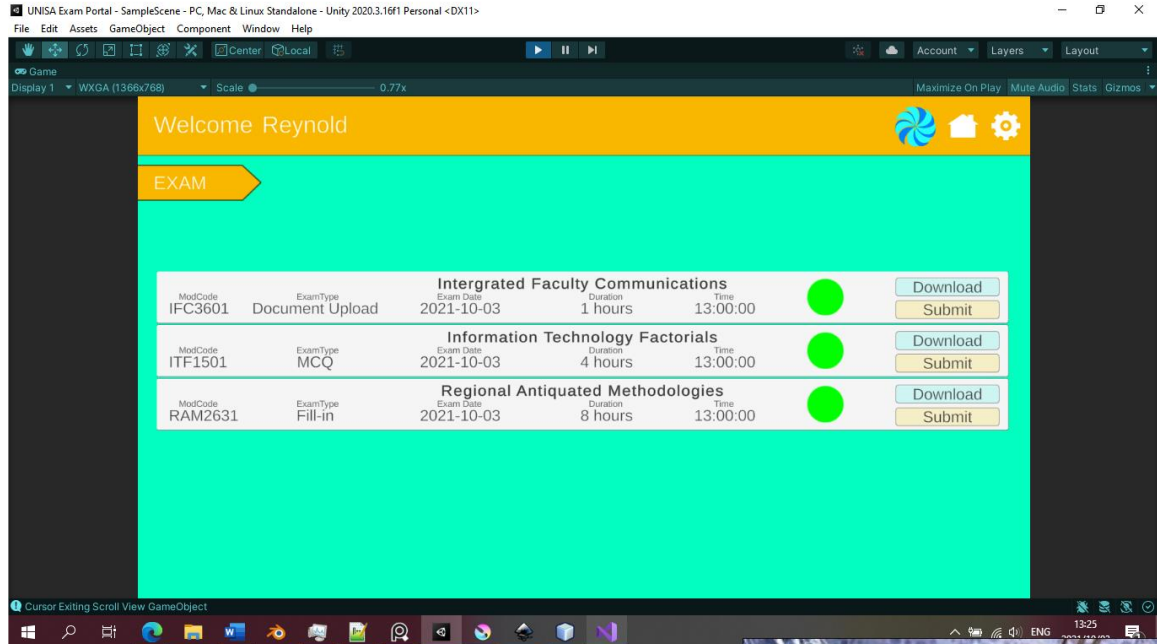 UNISA Exam Portal - SampleScene - PC, Mac & Linux Standalone - Unity 2020.3.16f1 Personal <DX11>
File Edit Assets GameObject Component Window Help
Center Local Account Layers Layout
Game
Display 1 WXGA (1366x768) Scale 0.77x Maximize On Play Mute Audio Stats Gizmos
Welcome Reynold
EXAM
Intergrated Faculty Communications
ModCode ExamType Exam Date Duration Time
IFC3601 Document Upload 2021-10-03 1 hours 13:00:00
Download
Submit
Information Technology Factorials
ModCode ExamType Exam Date Duration Time
ITF1501 MCQ 2021-10-03 4 hours 13:00:00
Download
Submit
Regional Antiquated Methodologies
ModCode ExamType Exam Date Duration Time
RAM2631 Fill-in 2021-10-03 8 hours 13:00:00
Download
Submit
Cursor Exiting Scroll View GameObject
ENG 13:25